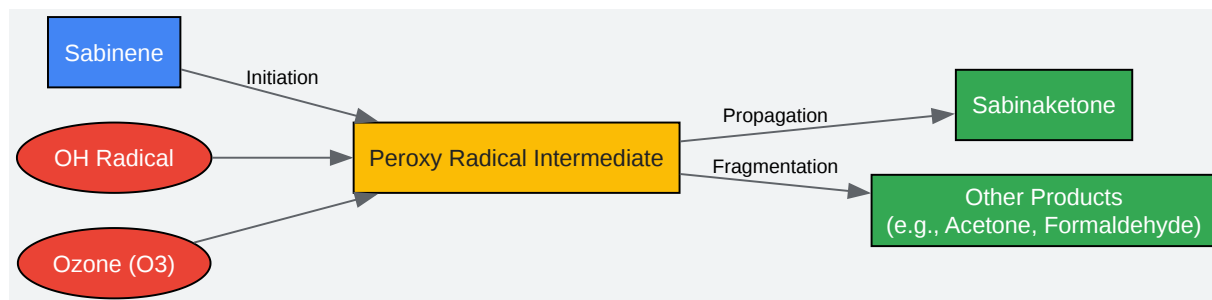 Sabinene
Initiation
OH Radical
Ozone (O3)
Peroxy Radical Intermediate
Propagation
Fragmentation
Sabinaketone
Other Products
(e.g., Acetone, Formaldehyde)